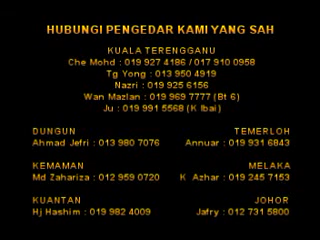 HUBUNGI PENGEDAR KAMI YANG SAH
KUALA TERENGGANU
Che Mohd : 019 927 4186 / 017 910 0958
Tg Yong : 013 950 4919
Nazri : 019 925 6156
Wan Mazlan : 019 969 7777 (Bt 6)
Ju : 019 991 5568 (K Ibai)
DUNGUN
Ahmad Jefri : 013 980 7076
TEMERLOH
Annuar : 019 931 6843
KEMAMAN
Md Zahariza : 012 959 0720
MELAKA
K Azhar : 019 245 7153
KUANTAN
Hj Hashim : 019 982 4009
JOHOR
Jafry : 012 731 5800